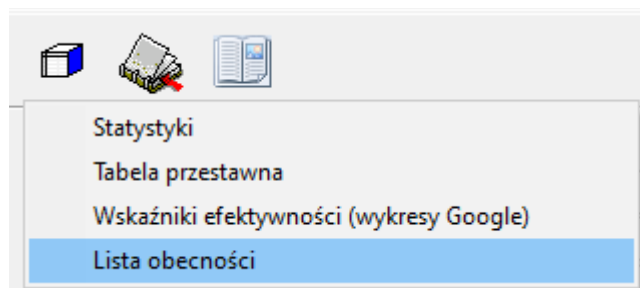 Statystyki
Tabela przestawna
Wskaźniki efektywności (wykresy Google)
Lista obecności